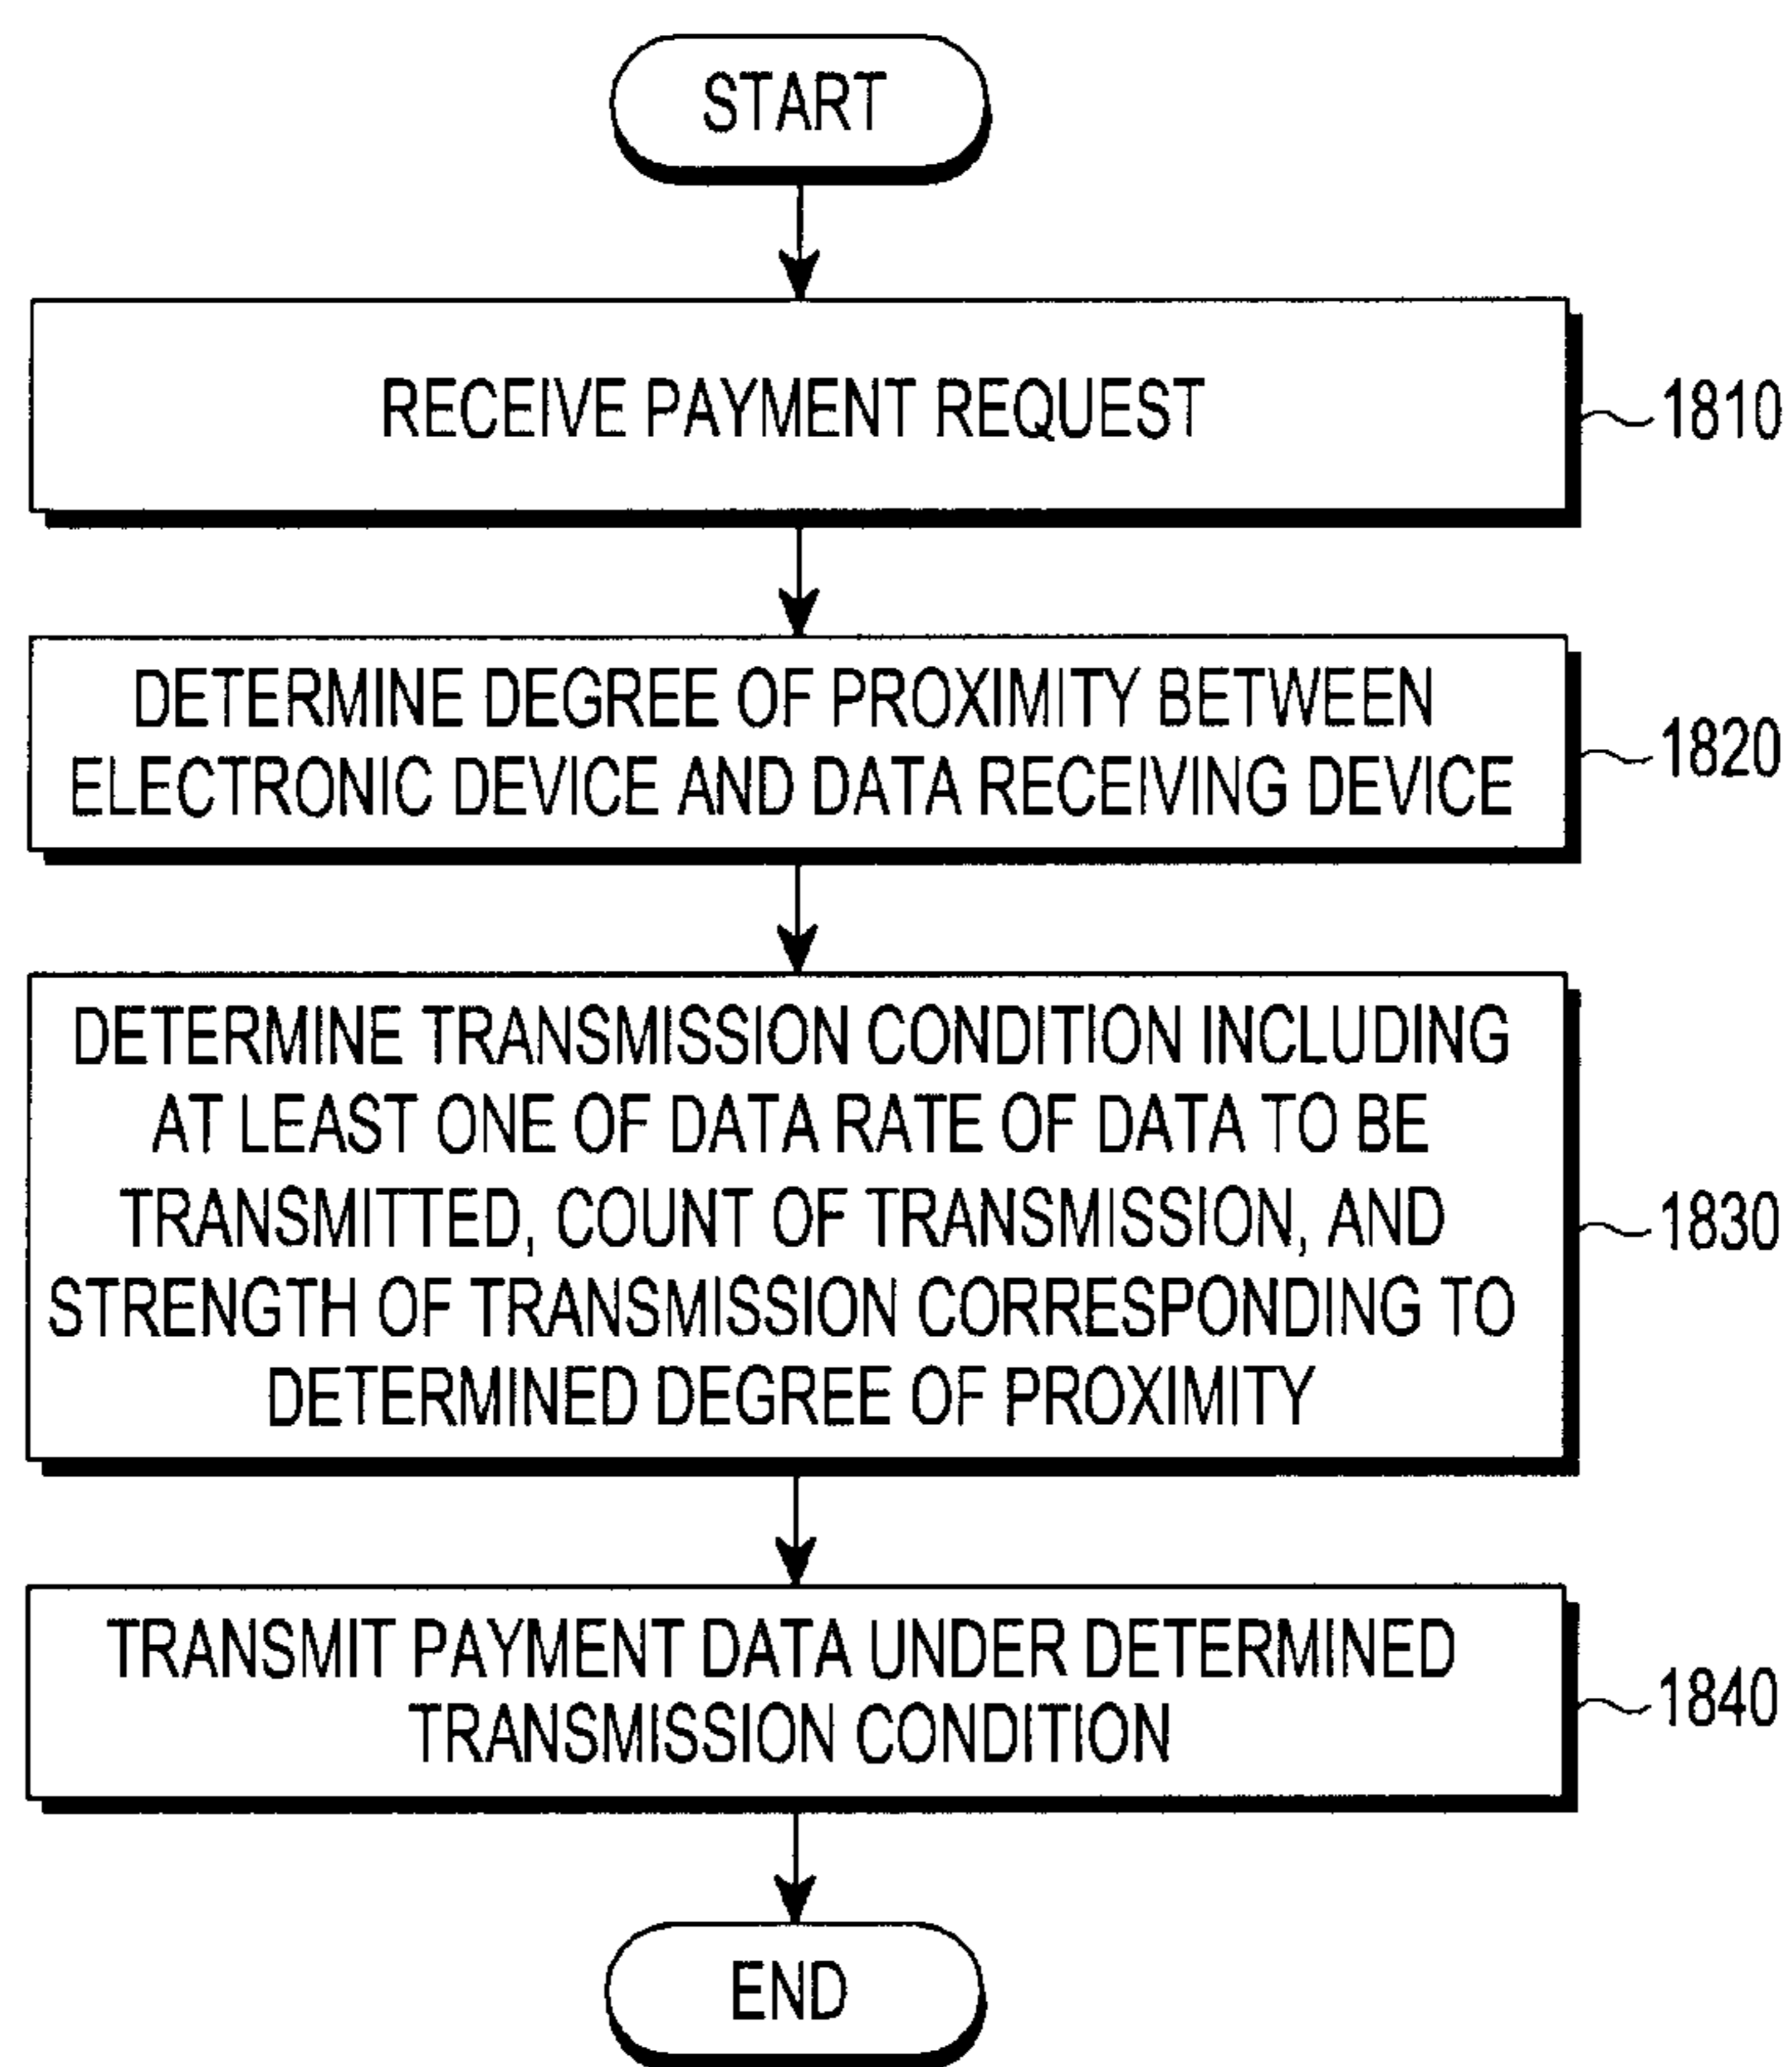 START
RECEIVE PAYMENT REQUEST
1810
DETERMINE DEGREE OF PROXIMITY BETWEEN
ELECTRONIC DEVICE AND DATA RECEIVING DEVICE
1820
DETERMINE TRANSMISSION CONDITION INCLUDING
AT LEAST ONE OF DATA RATE OF DATA TO BE
TRANSMITTED, COUNT OF TRANSMISSION, AND
STRENGTH OF TRANSMISSION CORRESPONDING TO
DETERMINED DEGREE OF PROXIMITY
1830
TRANSMIT PAYMENT DATA UNDER DETERMINED
TRANSMISSION CONDITION
1840
END